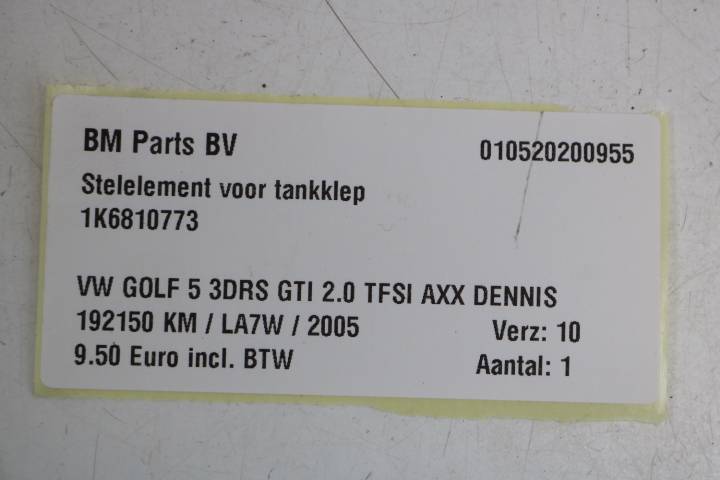 BM Parts BV 010520200955
Stelelement voor tankklep
1K6810773
VW GOLF 5 3DRS GTI 2.0 TFSI AXX DENNIS
192150 KM / LA7W / 2005 Verz: 10
9.50 Euro incl. BTW Aantal: 1